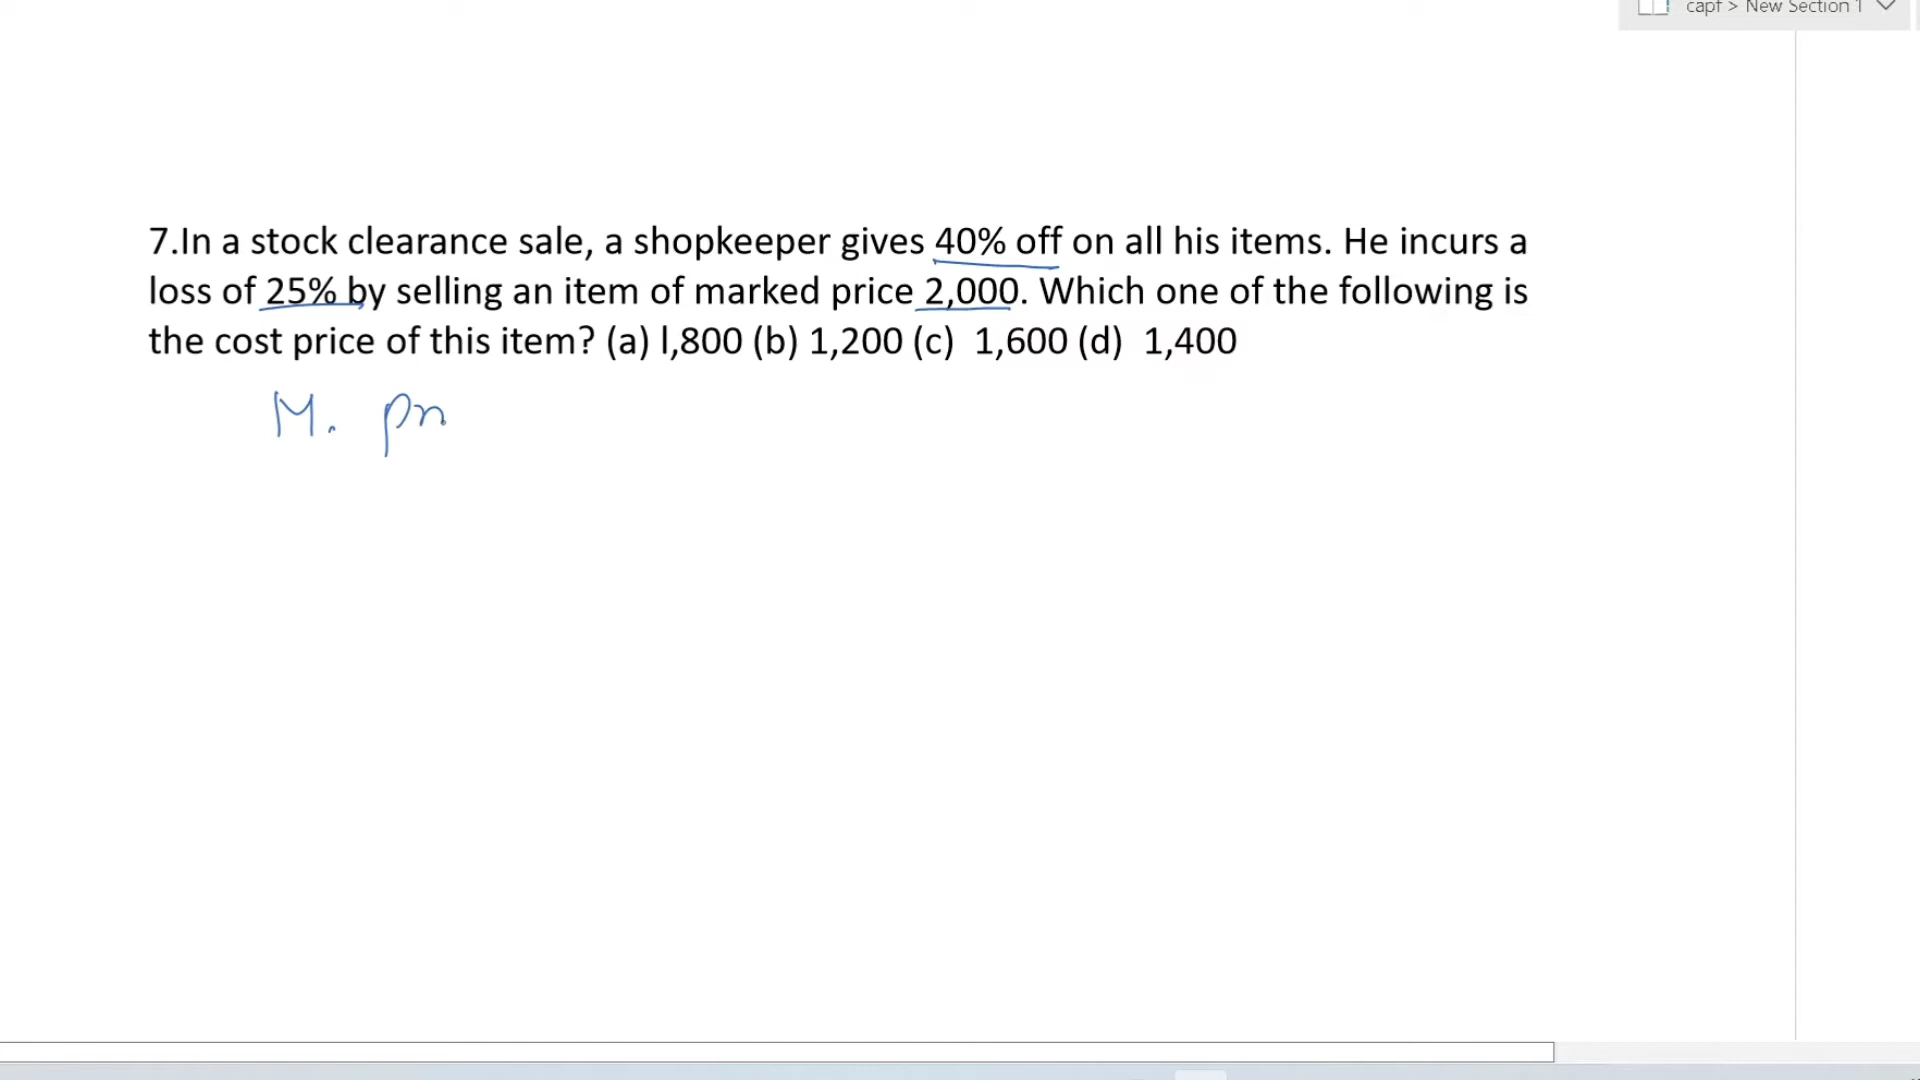 capf > New Section 1
7.In a stock clearance sale, a shopkeeper gives 40% off on all his items. He incurs a
loss of 25% by selling an item of marked price 2,000. Which one of the following is
the cost price of this item? (a) l,800 (b) 1,200 (c) 1,600 (d) 1,400
M. pri